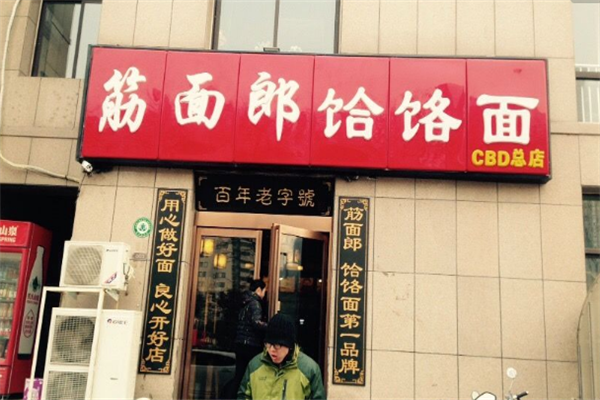 筋面郎饸饹面
CBD总店
百年老字號
用心做好面 良心开好店
筋面郎 饸饹面第一品牌